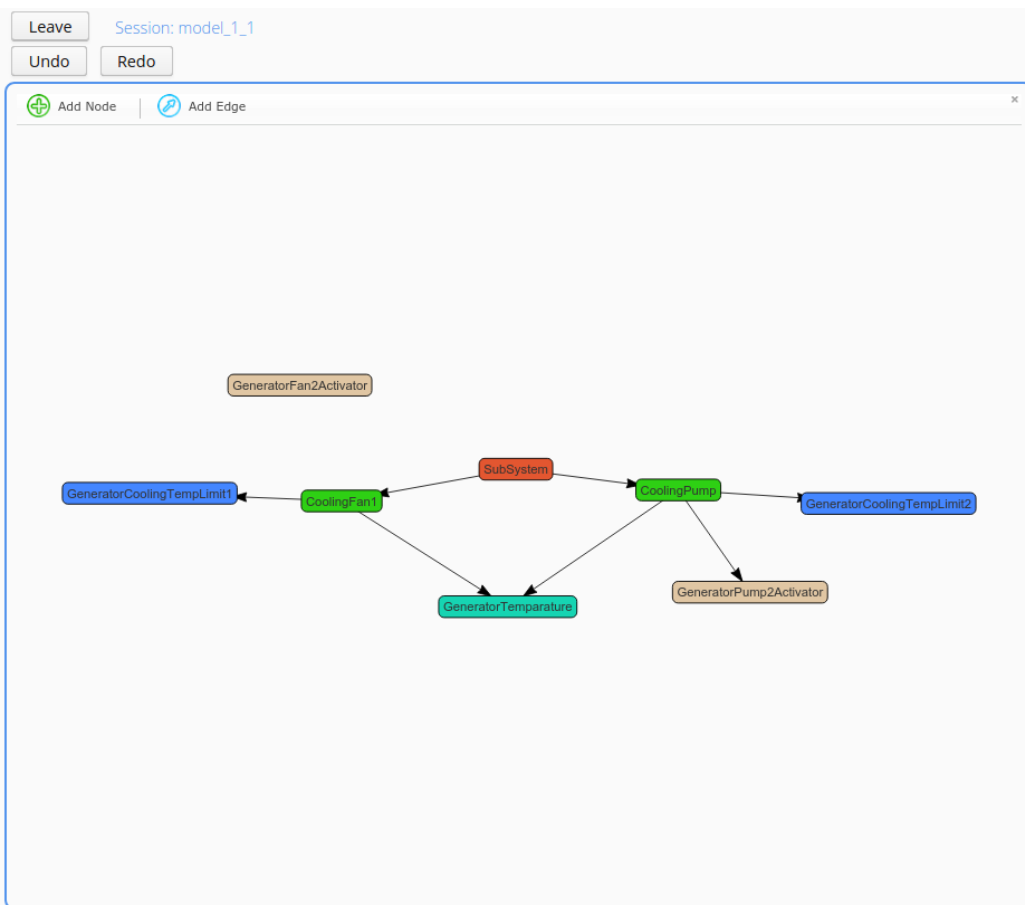 Leave Session: model_1_1
Undo Redo
Add Node Add Edge
GeneratorFan2Activator
SubSystem
GeneratorCoolingTempLimit1 CoolingFan1 CoolingPump GeneratorCoolingTempLimit2
GeneratorTemparature GeneratorPump2Activator